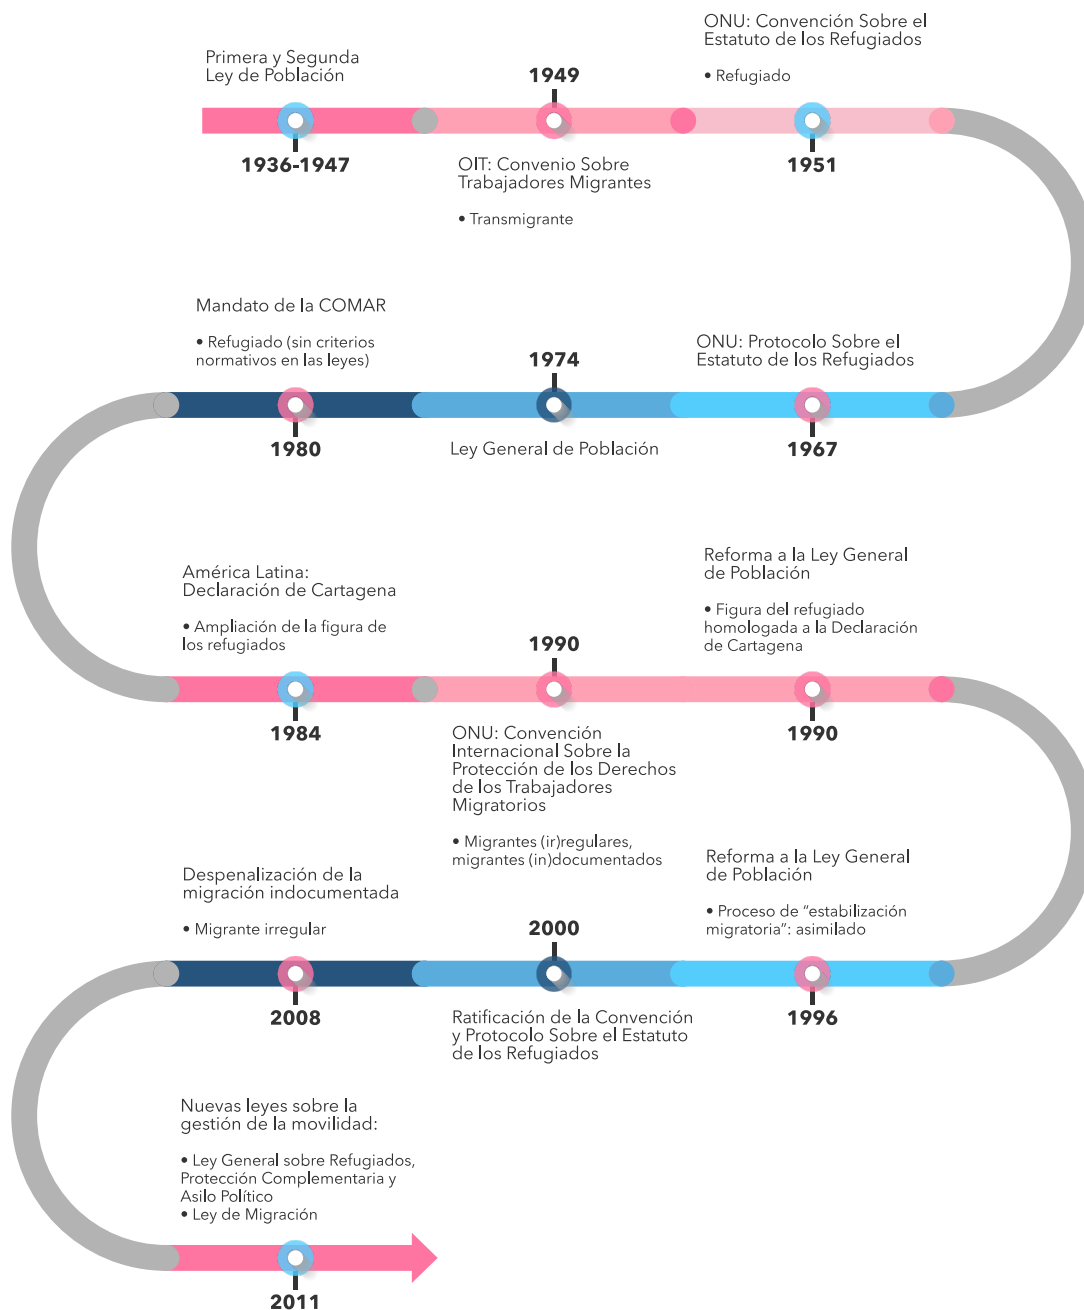 Primera y Segunda
Ley de Población
1936-1947
1949
OIT: Convenio Sobre
Trabajadores Migrantes
• Transmigrante
ONU: Convención Sobre el
Estatuto de los Refugiados
• Refugiado
1951
ONU: Protocolo Sobre el
Estatuto de los Refugiados
1967
1974
Ley General de Población
Mandato de la COMAR
• Refugiado (sin criterios
normativos en las leyes)
1980
América Latina:
Declaración de Cartagena
• Ampliación de la figura de
los refugiados
1984
1990
ONU: Convención
Internacional Sobre la
Protección de los Derechos
de los Trabajadores
Migratorios
• Migrantes (ir)regulares,
migrantes (in)documentados
Reforma a la Ley General
de Población
• Figura del refugiado
homologada a la Declaración
de Cartagena
1990
Reforma a la Ley General
de Población
• Proceso de “estabilización
migratoria”: asimilado
1996
2000
Ratificación de la Convención
y Protocolo Sobre el Estatuto
de los Refugiados
Despenalización de la
migración indocumentada
• Migrante irregular
2008
Nuevas leyes sobre la
gestión de la movilidad:
• Ley General sobre Refugiados,
Protección Complementaria y
Asilo Político
• Ley de Migración
2011